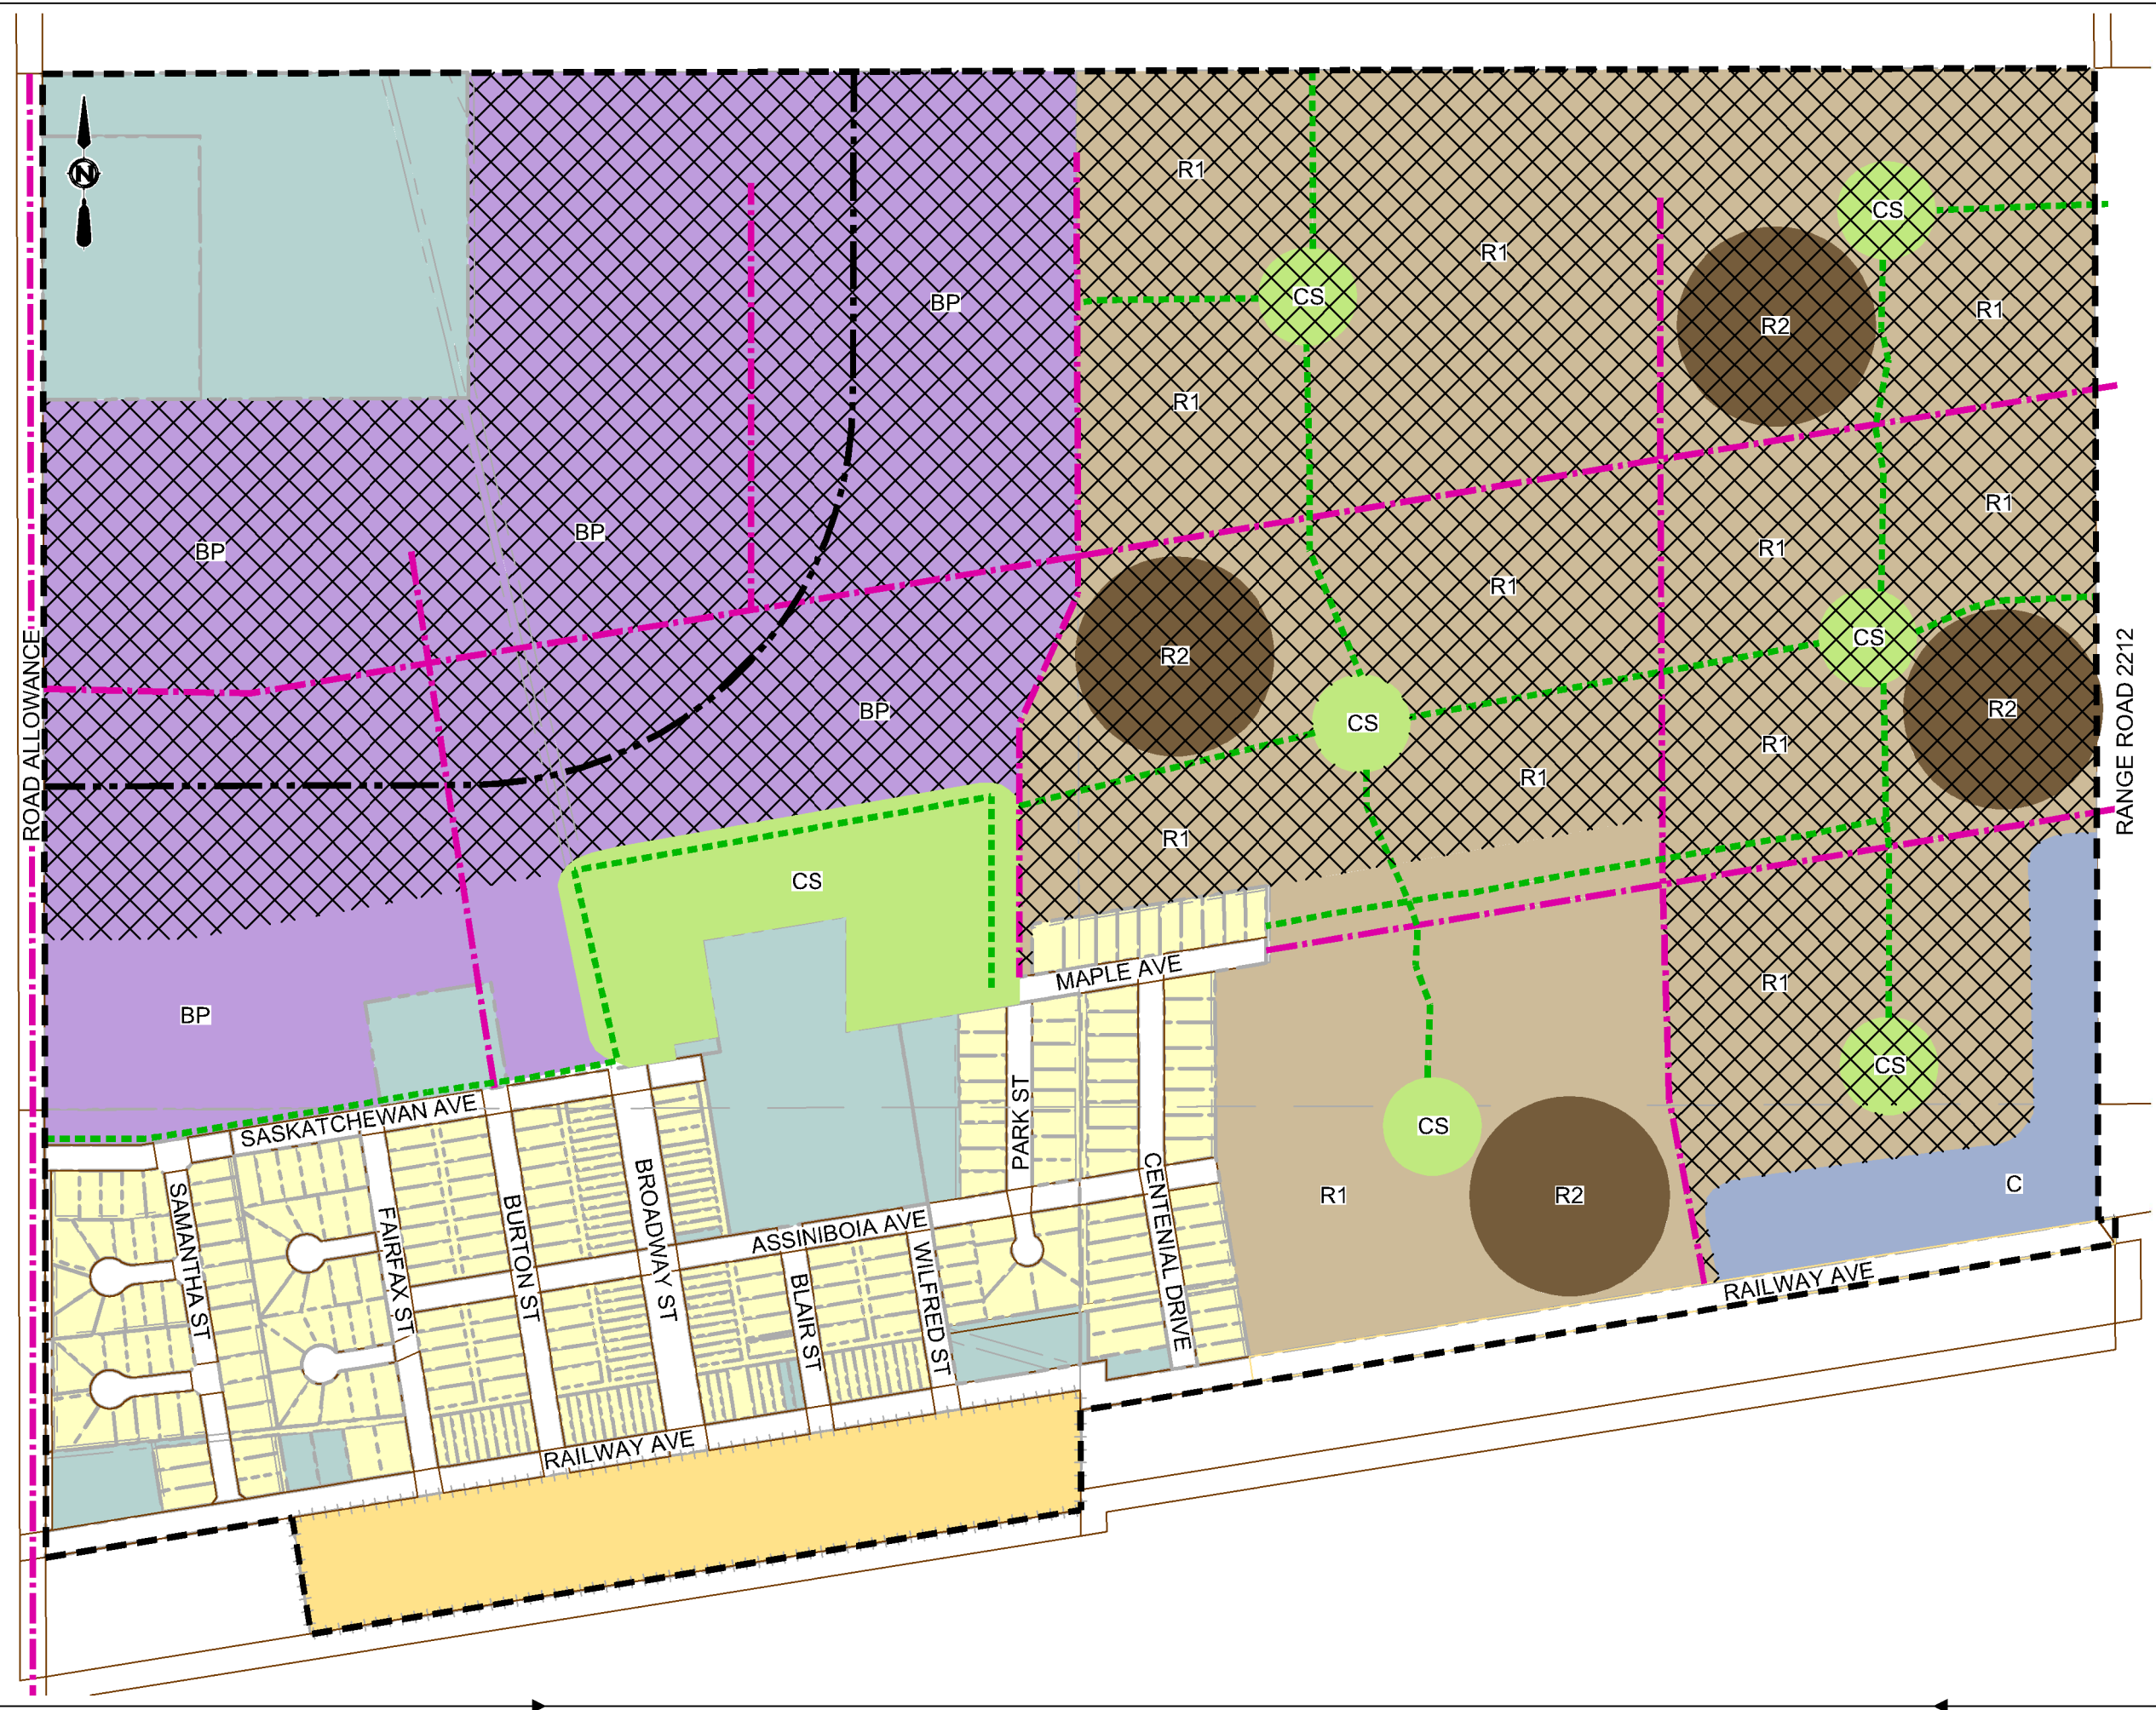 N
R1
CS
R1
BP
CS
R1
R2
R1
R1
R1
BP
R1
BP
R1
CS
R2
R2
BP
CS
R1
R1
R1
CS
ROAD ALLOWANCE
RANGE ROAD 2212
MAPLE AVE
R1
BP
CS
SASKATCHEWAN AVE
PARK ST
CS
R1
R2
C
SAMANTHA ST
FAIRFAX ST
BURTON ST
BROADWAY ST
ASSINIBOIA AVE
BLAIR ST
WILFRED ST
CENTENIAL DRIVE
RAILWAY AVE
RAILWAY AVE